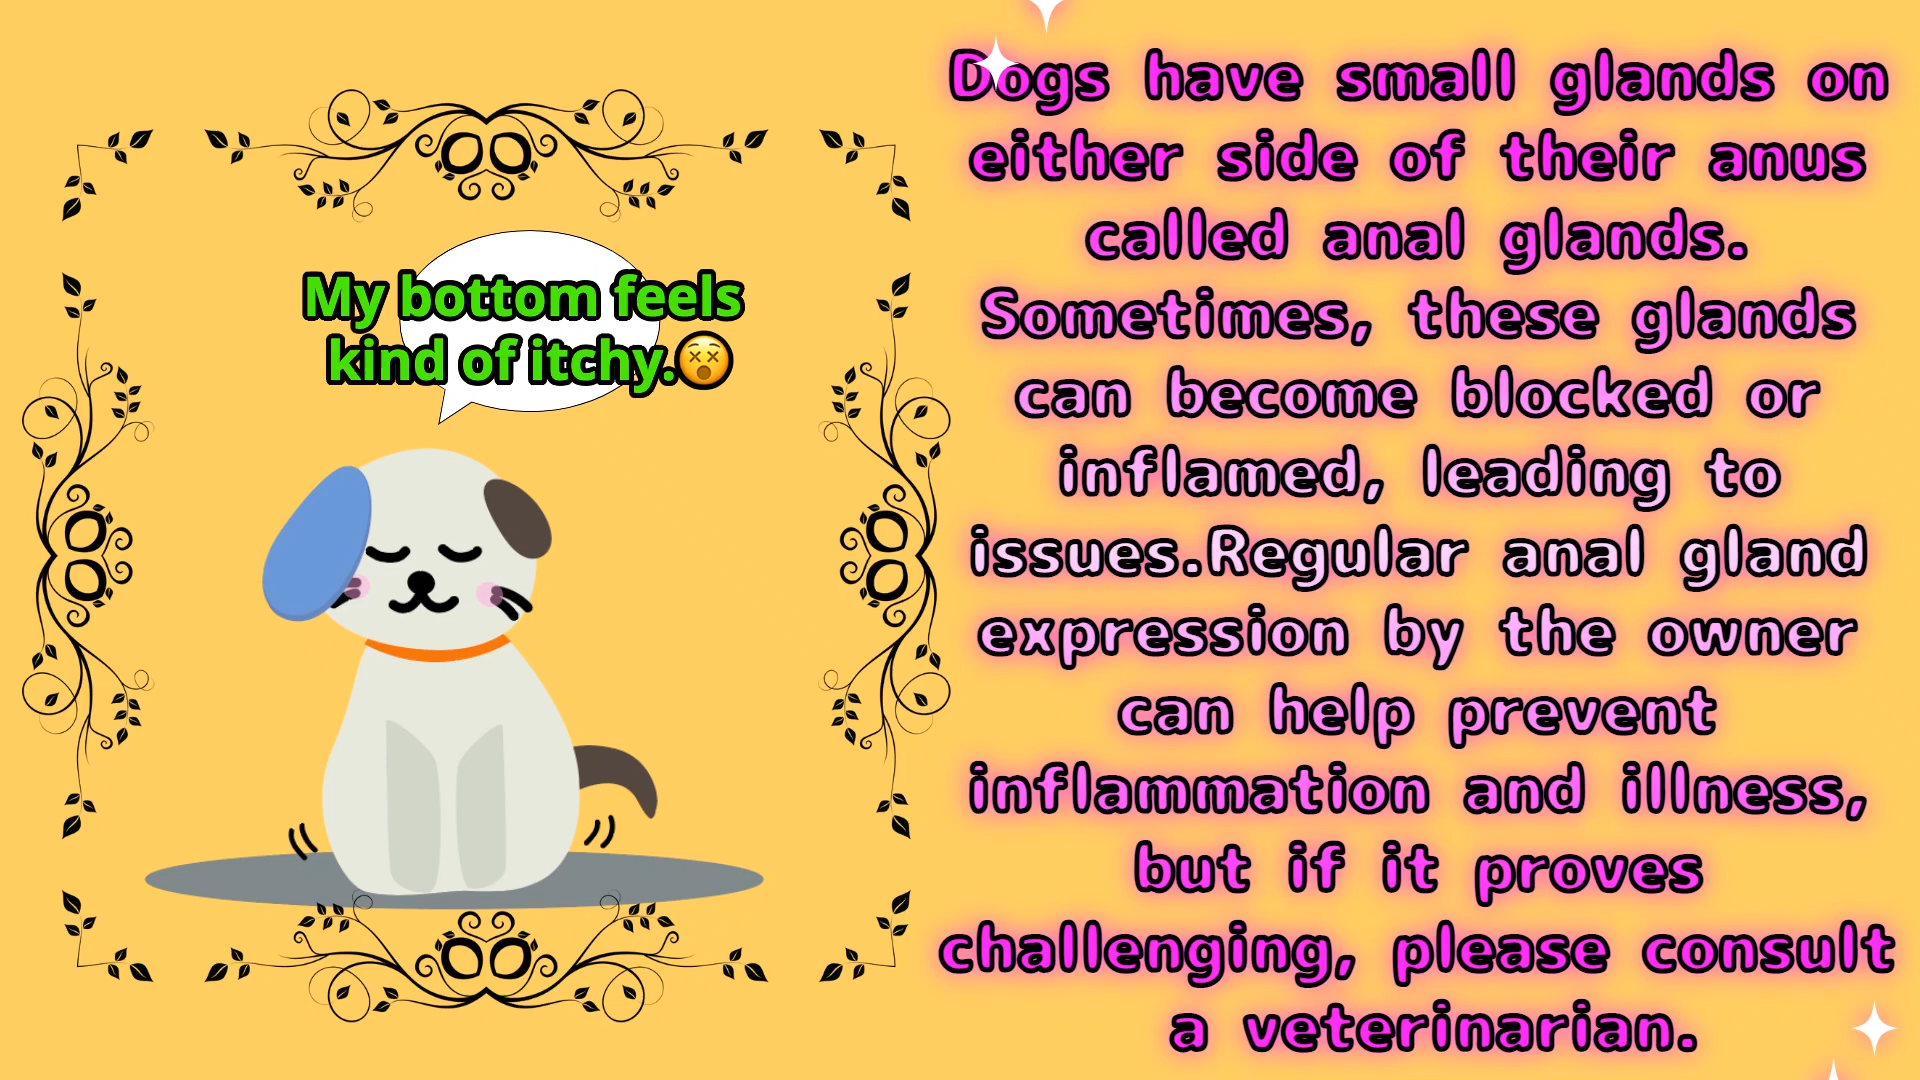 My bottom feels
kind of itchy.😵
Dogs have small glands on
either side of their anus
called anal glands.
Sometimes, these glands
can become blocked or
inflamed, leading to
issues.Regular anal gland
expression by the owner
can help prevent
inflammation and illness,
but if it proves
challenging, please consult
a veterinarian.